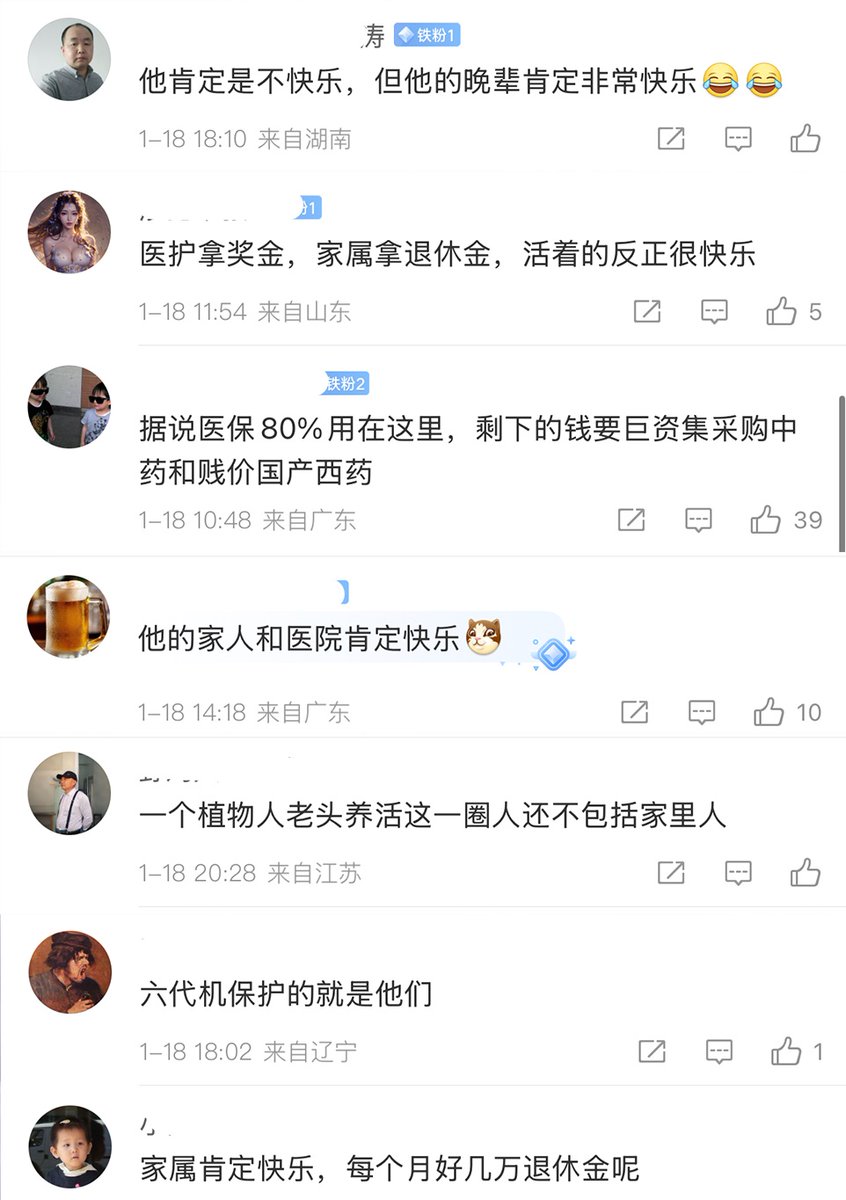 涛 铁粉1
他肯定是不快乐，但他的晚辈肯定非常快乐😂😂
1-18 18:10 来自湖南
粉1
医护拿奖金，家属拿退休金，活着的反正很快乐
1-18 11:54 来自山东
5
铁粉2
据说医保80%用在这里，剩下的钱要巨资集采购中
药和贱价国产西药
1-18 10:48 来自广东
39
他的家人和医院肯定快乐
1-18 14:18 来自广东
10
一个植物人老头养活这一圈人还不包括家里人
1-18 20:28 来自江苏
六代机保护的就是他们
1-18 18:02 来自辽宁
1
家属肯定快乐，每个月好几万退休金呢